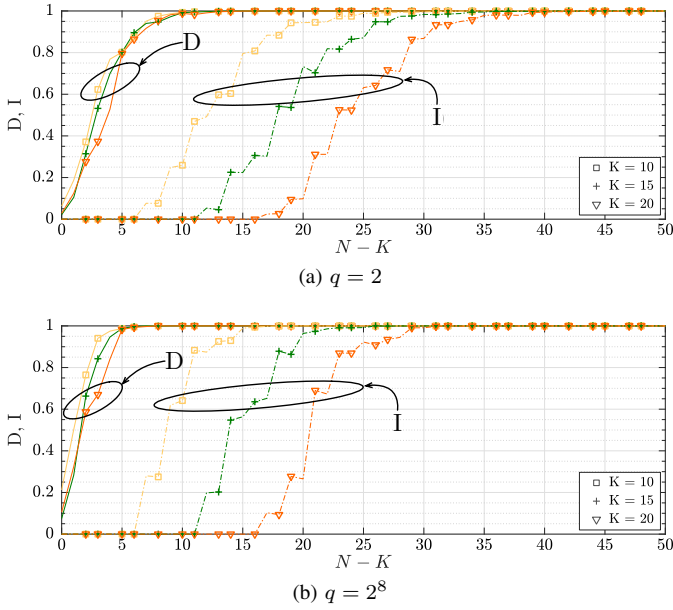 1
0.8
0.6
0.4
0.2
0
D, I
D
I
K = 10
K = 15
K = 20
0 5 10 15 20 25 30 35 40 45 50
N − K
(a) q = 2
1
0.8
0.6
0.4
0.2
0
D, I
D
I
K = 10
K = 15
K = 20
0 5 10 15 20 25 30 35 40 45 50
N − K
(b) q = 2⁸